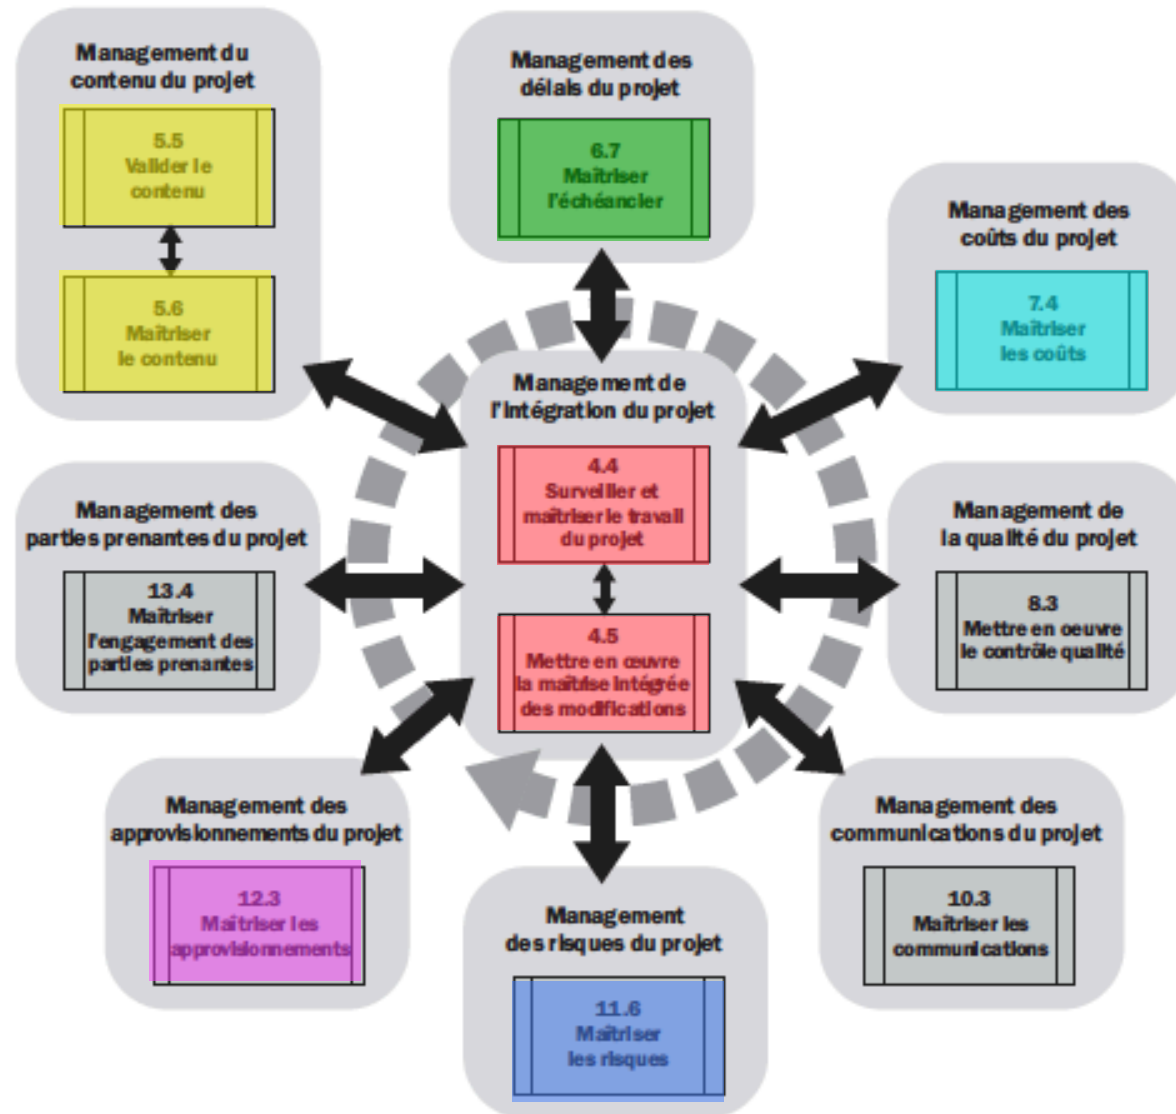 Management du
contenu du projet
5.5
Valider le
contenu
5.6
Maîtriser
le contenu
Management des
délais du projet
6.7
Maîtriser
l'échéancier
Management des
coûts du projet
7.4
Maîtriser
les coûts
Management de
l'intégration du projet
4.4
Surveiller et
maîtriser le travail
du projet
4.5
Mettre en œuvre
la maîtrise intégrée
des modifications
Management des
parties prenantes du projet
13.4
Maîtriser
l'engagement des
parties prenantes
Management de
la qualité du projet
8.3
Mettre en oeuvre
le contrôle qualité
Management des
approvisionnements du projet
12.3
Maîtriser les
approvisionnements
Management des
communications du projet
10.3
Maîtriser les
communications
Management
des risques du projet
11.6
Maîtriser
les risques